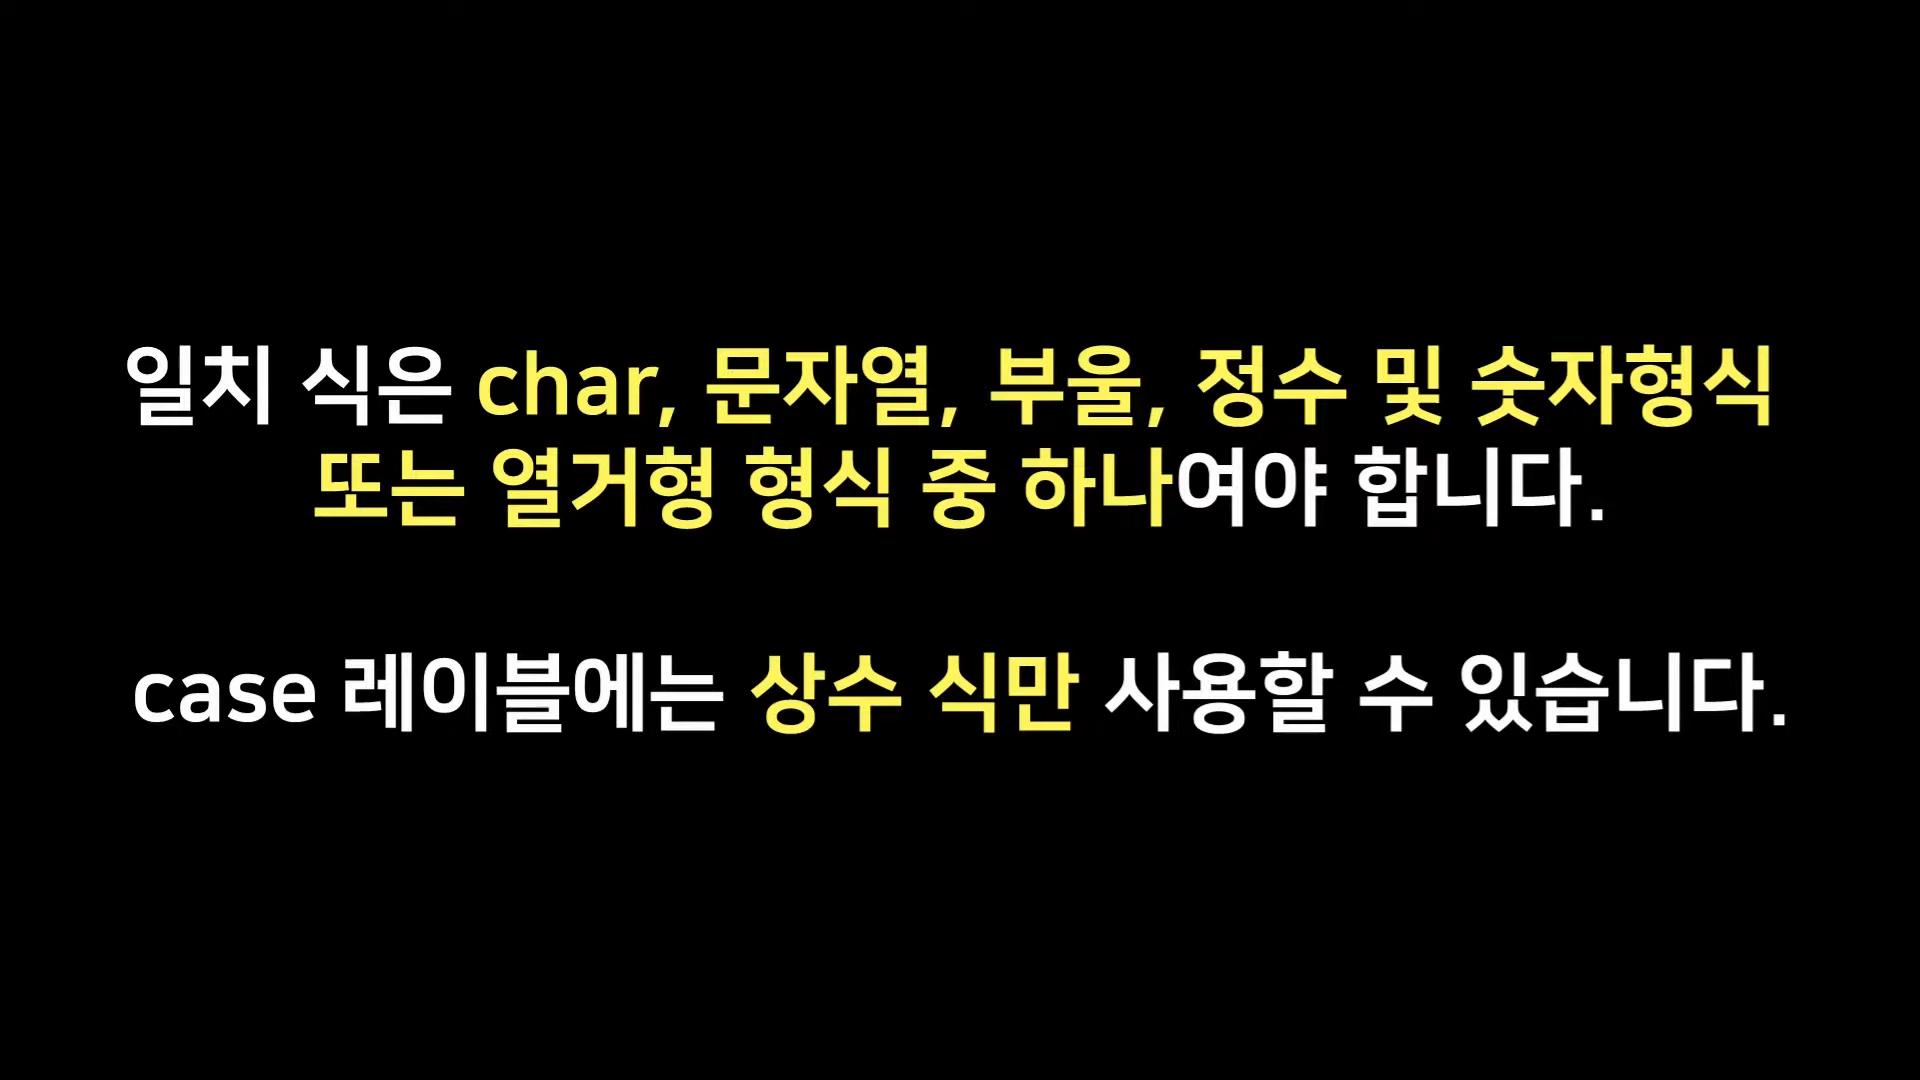 일치 식은 char, 문자열, 부울, 정수 및 숫자형식
또는 열거형 형식 중 하나여야 합니다.
case 레이블에는 상수 식만 사용할 수 있습니다.